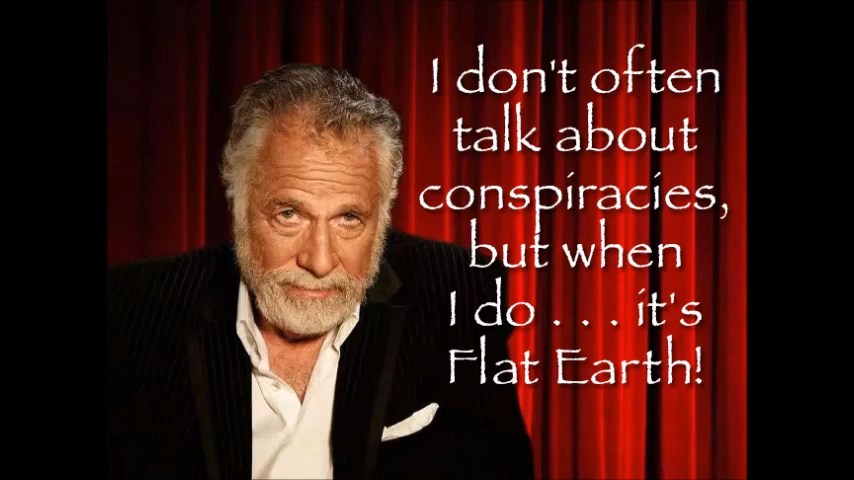 I don't often
talk about
conspiracies,
but when
I do . . . it's
Flat Earth!